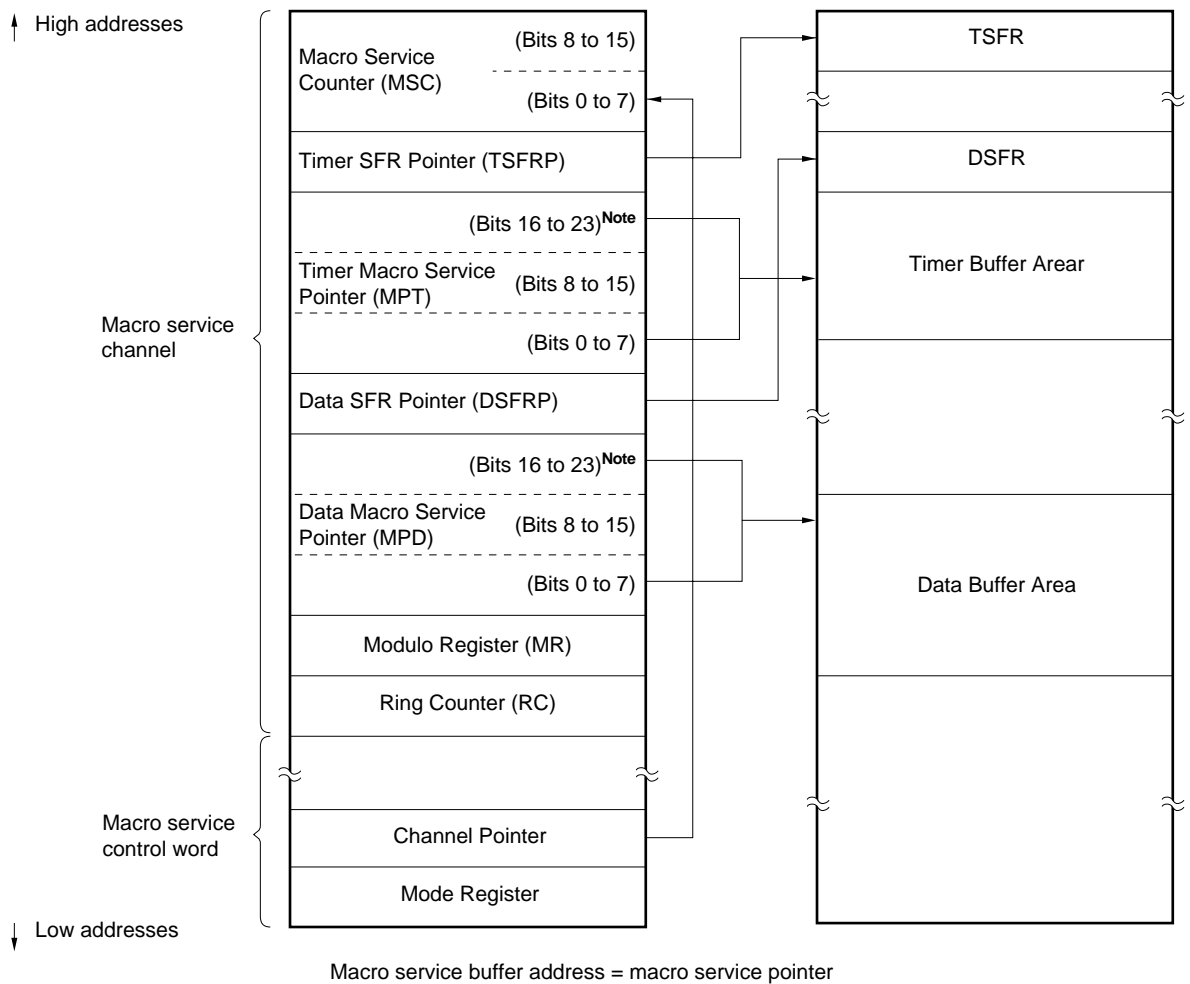 High addresses
Macro Service
Counter (MSC)
(Bits 8 to 15)
(Bits 0 to 7)
Timer SFR Pointer (TSFRP)
(Bits 16 to 23)Note
Timer Macro Service
Pointer (MPT)
(Bits 8 to 15)
(Bits 0 to 7)
Data SFR Pointer (DSFRP)
(Bits 16 to 23)Note
Data Macro Service
Pointer (MPD)
(Bits 8 to 15)
(Bits 0 to 7)
Modulo Register (MR)
Ring Counter (RC)
Channel Pointer
Mode Register
Macro service
channel
Macro service
control word
Low addresses
TSFR
DSFR
Timer Buffer Arear
Data Buffer Area
Macro service buffer address = macro service pointer